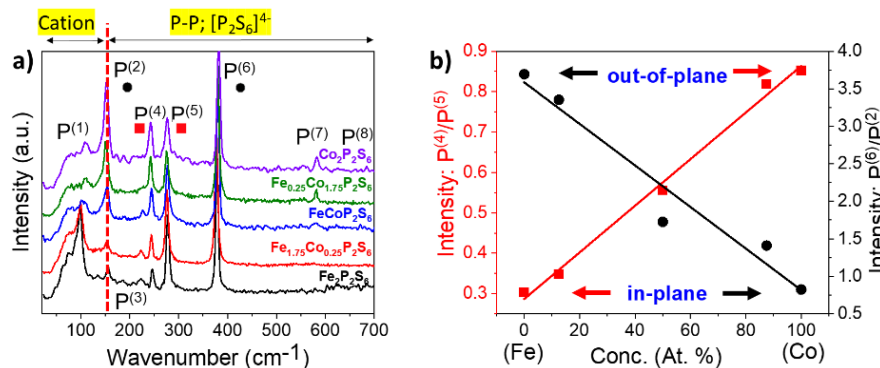 Cation
P-P; [P₂S₆]⁴⁻
a)
P⁽¹⁾
P⁽²⁾
P⁽³⁾
P⁽⁴⁾
P⁽⁵⁾
P⁽⁶⁾
P⁽⁷⁾
P⁽⁸⁾
Co₂P₂S₆
Fe₀.₂₅Co₁.₇₅P₂S₆
FeCoP₂S₆
Fe₁.₇₅Co₀.₂₅P₂S₆
Fe₂P₂S₆
Intensity (a.u.)
100 200 300 400 500 600 700
Wavenumber (cm⁻¹)
b)
out-of-plane
in-plane
Intensity: P⁽⁴⁾/P⁽⁵⁾
0.9
0.8
0.7
0.6
0.5
0.4
0.3
Intensity: P⁽⁶⁾/P⁽²⁾
4.0
3.5
3.0
2.5
2.0
1.5
1.0
0.5
0 20 40 60 80 100
(Fe) Conc. (At. %) (Co)